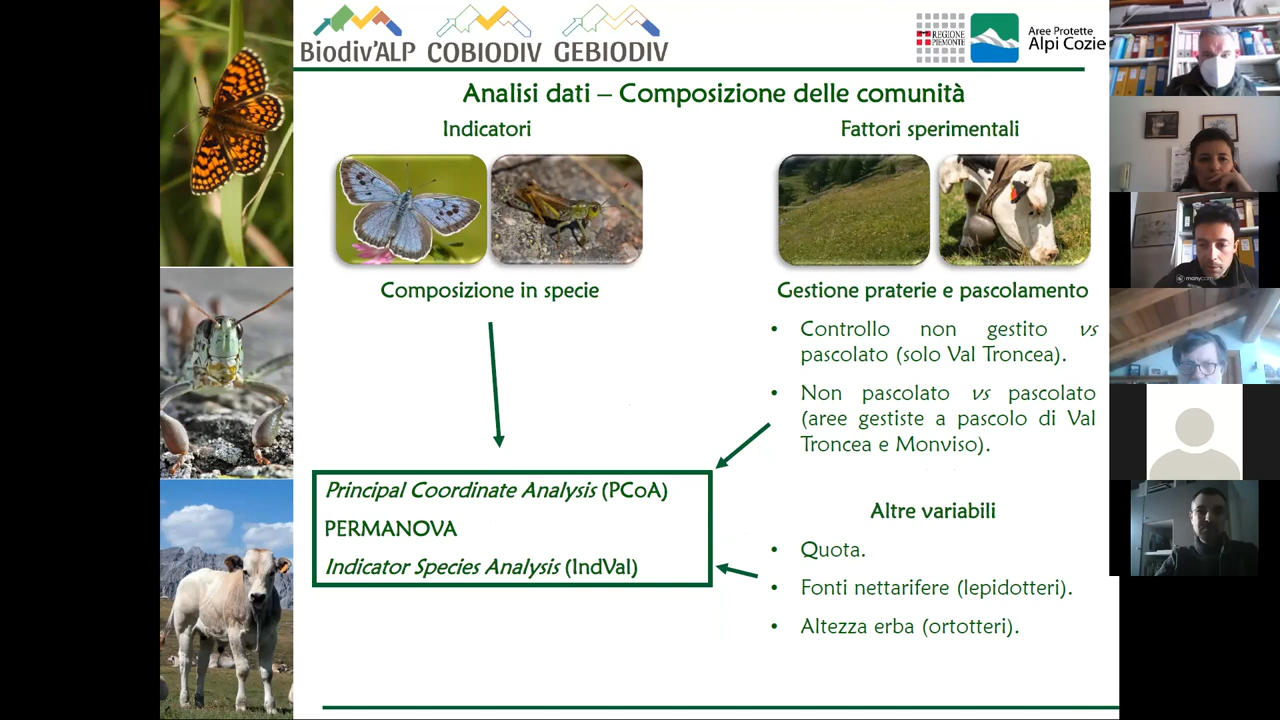 Biodiv'ALP COBIODIV GEBIODIV
REGIONE
PIEMONTE
Aree Protette
Alpi Cozie
Analisi dati – Composizione delle comunità
Indicatori
Fattori sperimentali
Composizione in specie
Gestione praterie e pascolamento
• Controllo non gestito vs
pascolato (solo Val Troncea).
• Non pascolato vs pascolato
(aree gestiste a pascolo di Val
Troncea e Monviso).
Principal Coordinate Analysis (PCoA)
PERMANOVA
Indicator Species Analysis (IndVal)
Altre variabili
• Quota.
• Fonti nettarifere (lepidotteri).
• Altezza erba (ortotteri).
manycam